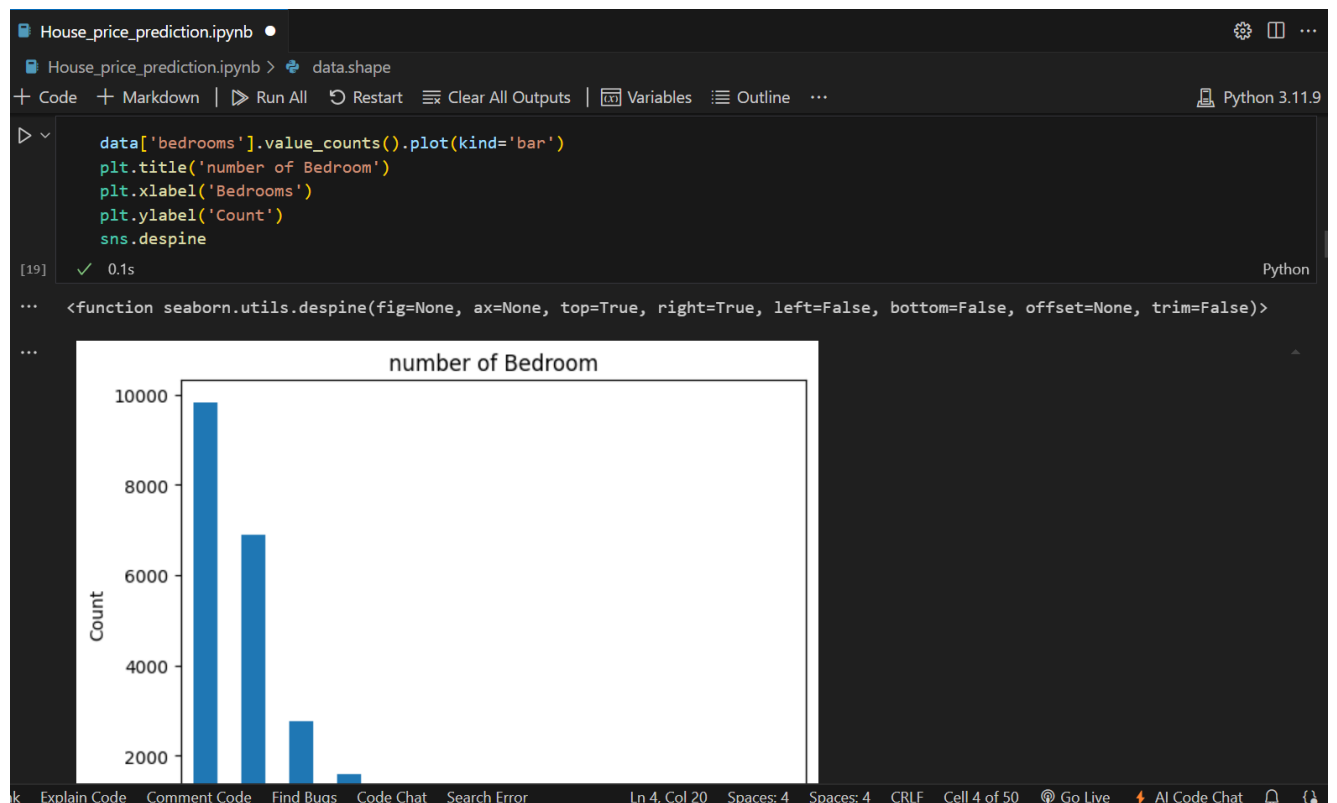 House_price_prediction.ipynb ●
House_price_prediction.ipynb > data.shape
+ Code + Markdown | Run All Restart Clear All Outputs | Variables Outline ··· Python 3.11.9
data['bedrooms'].value_counts().plot(kind='bar')
plt.title('number of Bedroom')
plt.xlabel('Bedrooms')
plt.ylabel('Count')
sns.despine
[19] ✓ 0.1s Python
<function seaborn.utils.despine(fig=None, ax=None, top=True, right=True, left=False, bottom=False, offset=None, trim=False)>
number of Bedroom
10000
8000
6000
Count
4000
2000
Explain Code Comment Code Find Bugs Code Chat Search Error Ln 4, Col 20 Spaces: 4 Spaces: 4 CRLF Cell 4 of 50 Go Live AI Code Chat